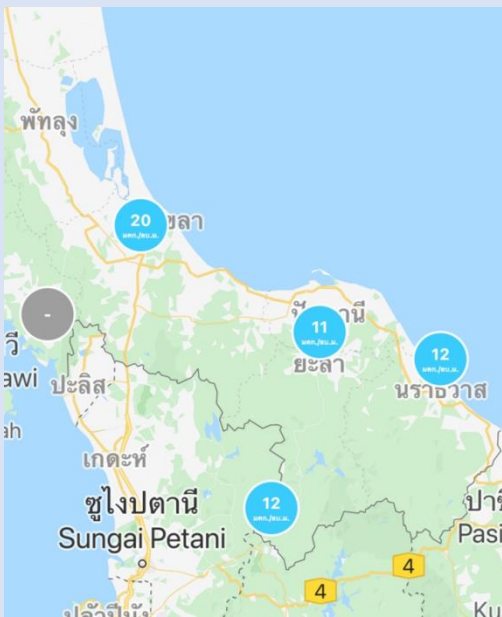 พัทลุง
20
มคก./ลบ.ม.
ขลา
-
วี
awi
ปะลิส
ah
11
มคก./ลบ.ม.
ยะลา
12
มคก./ลบ.ม.
นราธิวาส
เกดะห์
ซูไงปตานี
Sungai Petani
12
มคก./ลบ.ม.
Pasi
4
4
Ku